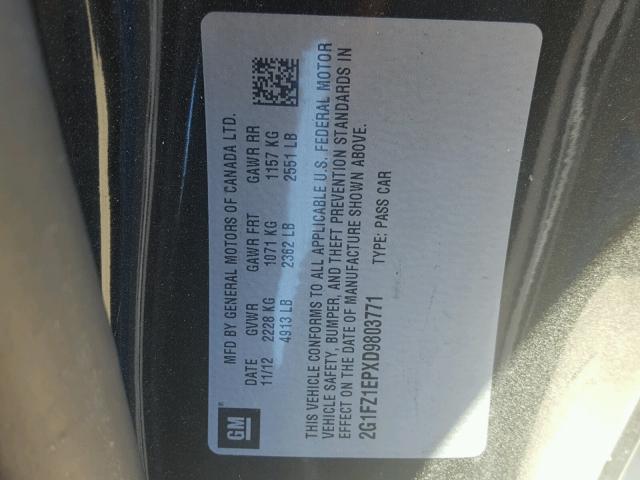 GM ®
MFD BY GENERAL MOTORS OF CANADA LTD.
DATE GVWR GAWR FRT GAWR RR
11/12 2228 KG 1071 KG 1157 KG
4913 LB 2362 LB 2551 LB
THIS VEHICLE CONFORMS TO ALL APPLICABLE U.S. FEDERAL MOTOR
VEHICLE SAFETY, BUMPER, AND THEFT PREVENTION STANDARDS IN
EFFECT ON THE DATE OF MANUFACTURE SHOWN ABOVE.
2G1FZ1EPXD9803771 TYPE: PASS CAR